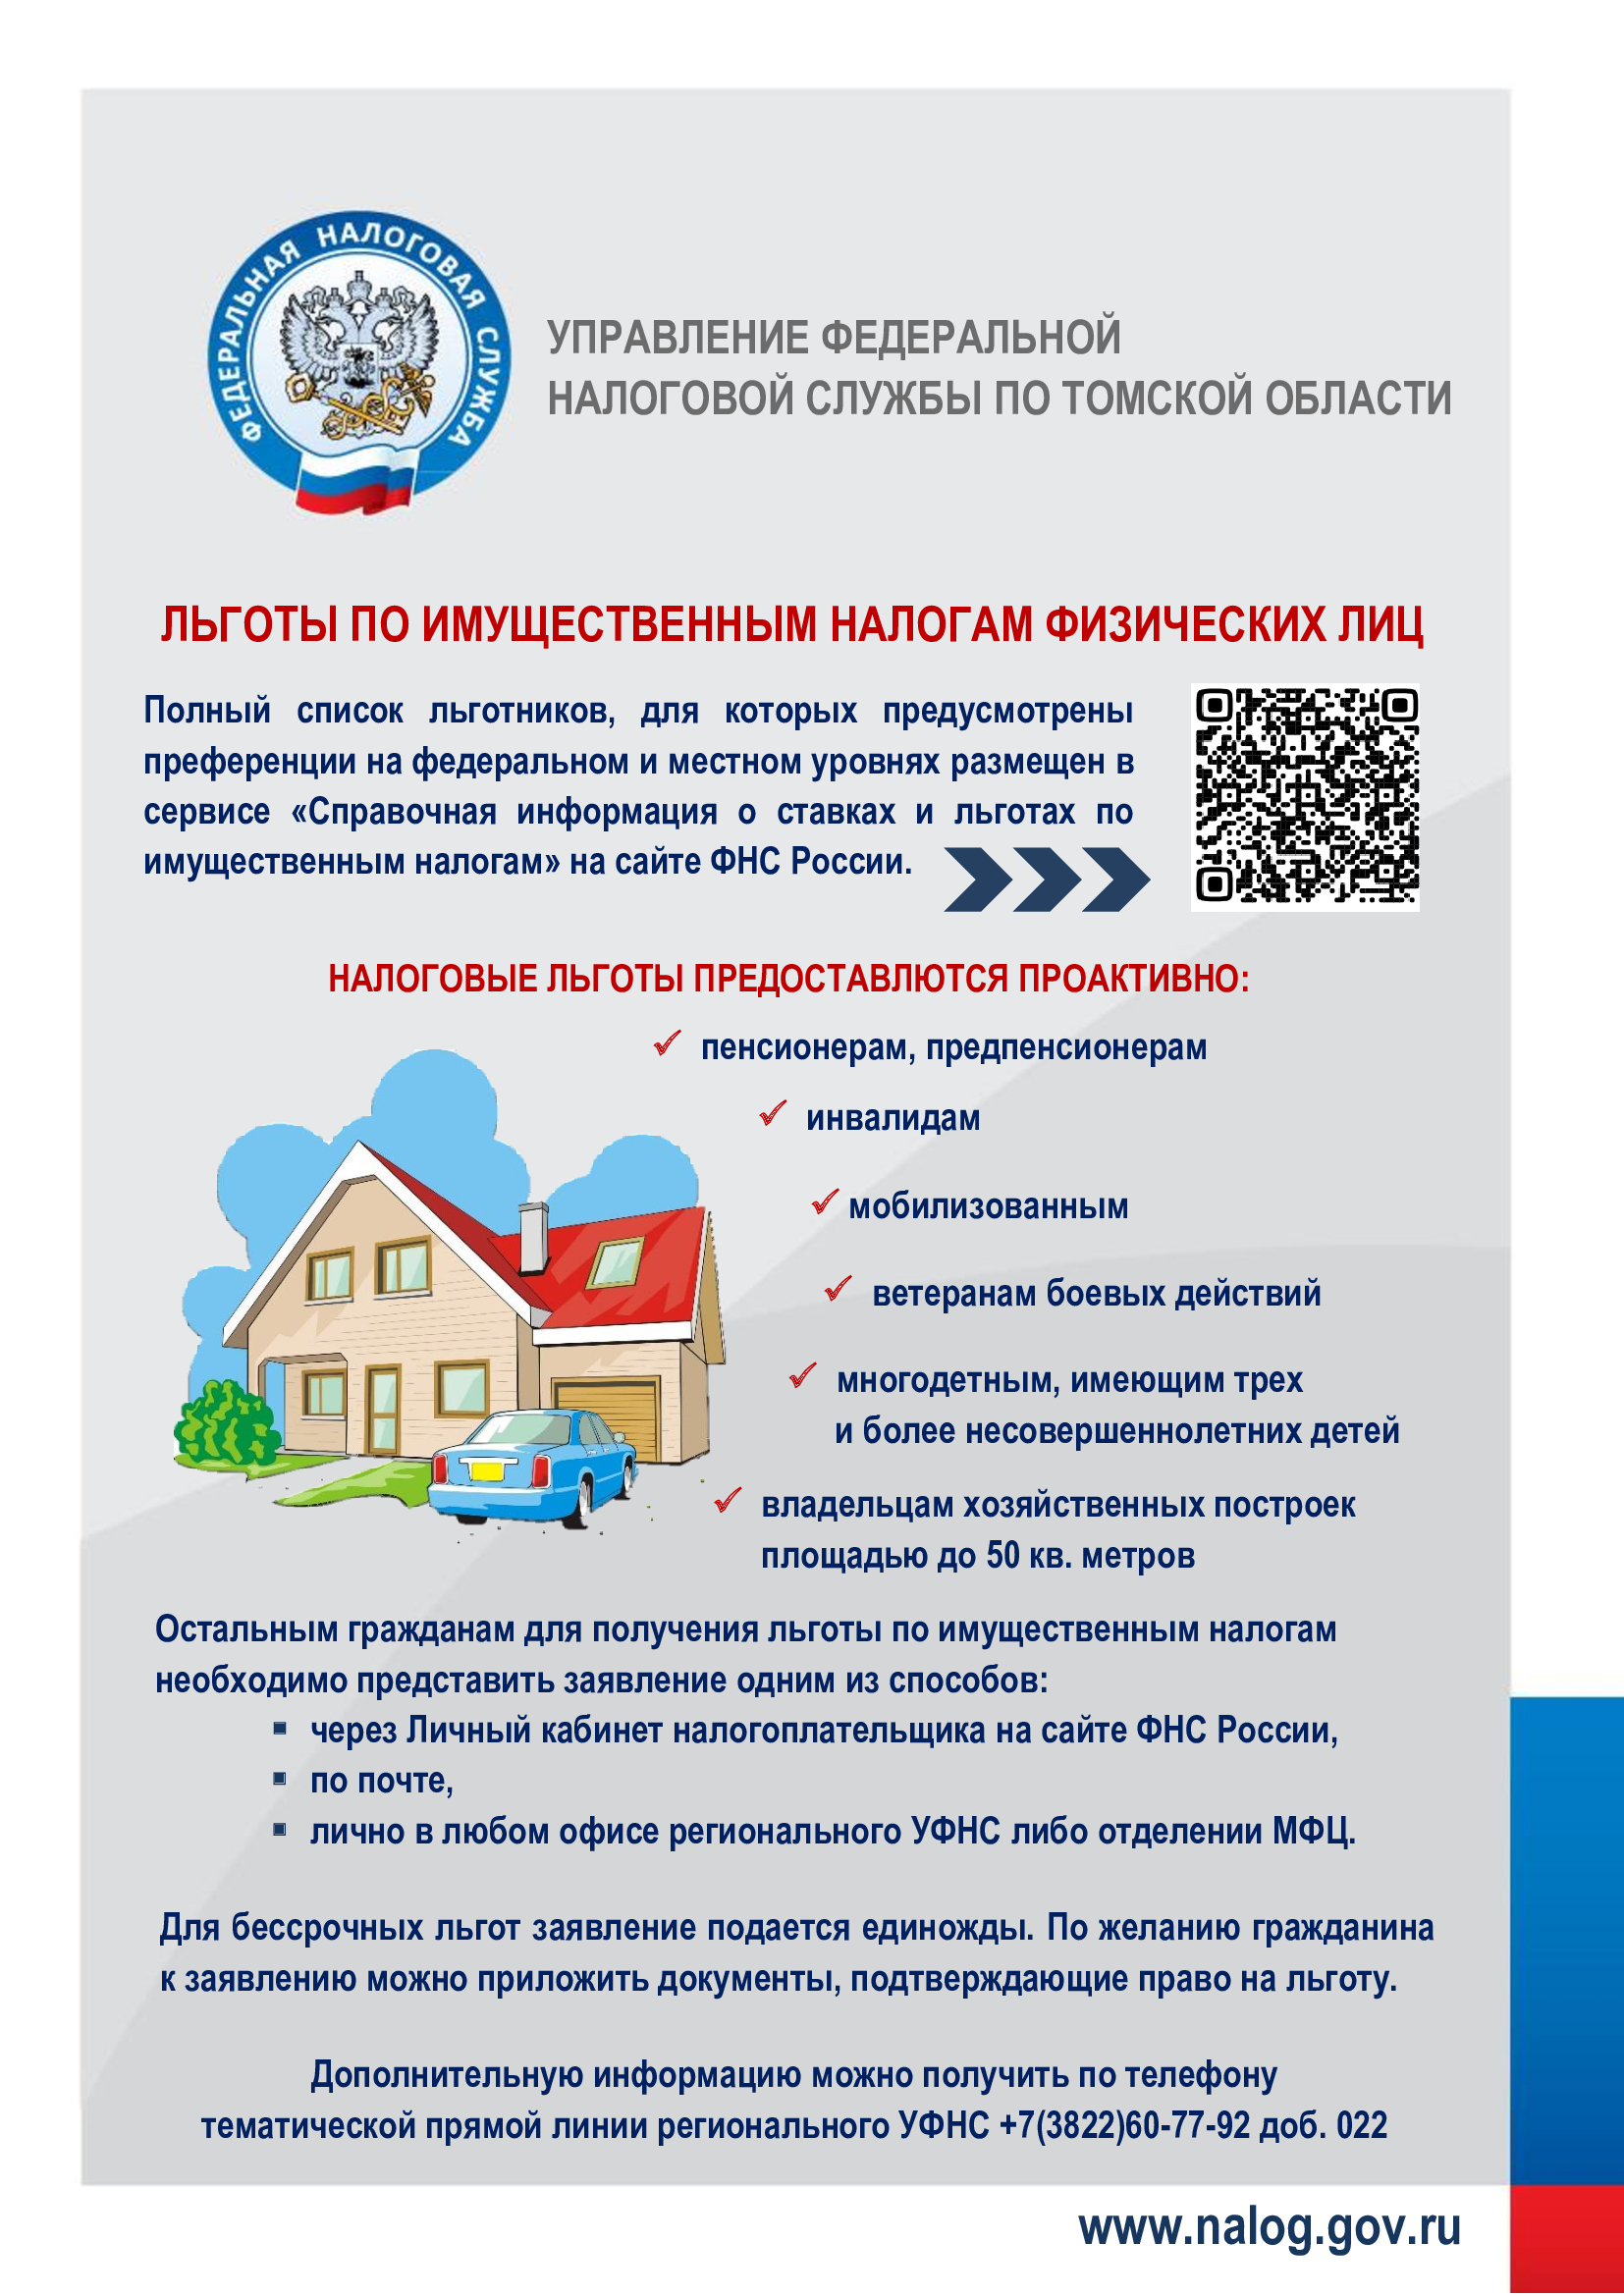 ФЕДЕРАЛЬНАЯ НАЛОГОВАЯ СЛУЖБА
УПРАВЛЕНИЕ ФЕДЕРАЛЬНОЙ
НАЛОГОВОЙ СЛУЖБЫ ПО ТОМСКОЙ ОБЛАСТИ
ЛЬГОТЫ ПО ИМУЩЕСТВЕННЫМ НАЛОГАМ ФИЗИЧЕСКИХ ЛИЦ
Полный список льготников, для которых предусмотрены
преференции на федеральном и местном уровнях размещен в
сервисе «Справочная информация о ставках и льготах по
имущественным налогам» на сайте ФНС России.
НАЛОГОВЫЕ ЛЬГОТЫ ПРЕДОСТАВЛЮТСЯ ПРОАКТИВНО:
пенсионерам, предпенсионерам
инвалидам
мобилизованным
ветеранам боевых действий
многодетным, имеющим трех
и более несовершеннолетних детей
владельцам хозяйственных построек
площадью до 50 кв. метров
Остальным гражданам для получения льготы по имущественным налогам
необходимо представить заявление одним из способов:
через Личный кабинет налогоплательщика на сайте ФНС России,
по почте,
лично в любом офисе регионального УФНС либо отделении МФЦ.
Для бессрочных льгот заявление подается единожды. По желанию гражданина
к заявлению можно приложить документы, подтверждающие право на льготу.
Дополнительную информацию можно получить по телефону
тематической прямой линии регионального УФНС +7(3822)60-77-92 доб. 022
www.nalog.gov.ru